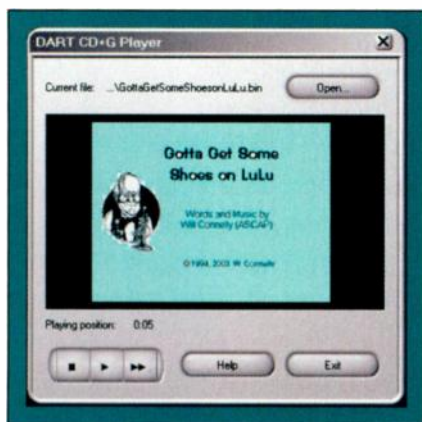 DART CD+G Player
Current file: ...\GottaGetSomeShoesonLuLu.bin
Open...
Gotta Get Some
Shoes on LuLu
Words and Music by
Will Connelly (ASCAP)
©1994, 2003 W. Connelly
Playing position: 0:05
Help
Exit